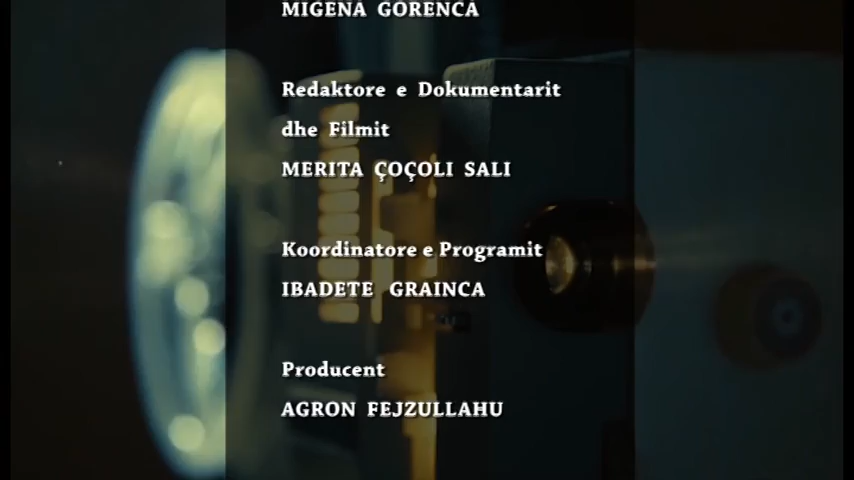 MIGENA GORENCA
Redaktore e Dokumentarit
dhe Filmit
MERITA ÇOÇOLI SALI
Koordinatore e Programit
IBADETE GRAINCA
Producent
AGRON FEJZULLAHU